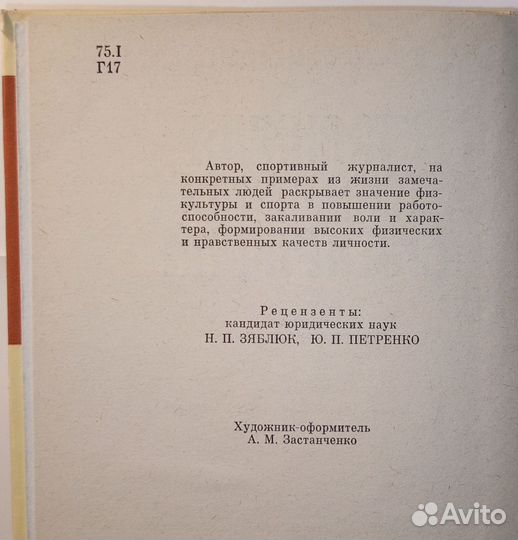 75.I
Г17
Автор, спортивный журналист, на
конкретных примерах из жизни замеча-
тельных людей раскрывает значение физ-
культуры и спорта в повышении работо-
способности, закаливании воли и харак-
тера, формировании высоких физических
и нравственных качеств личности.
Рецензенты:
кандидат юридических наук
Н. П. ЗЯБЛЮК, Ю. П. ПЕТРЕНКО
Художник-оформитель
А. М. Застанченко
Avito